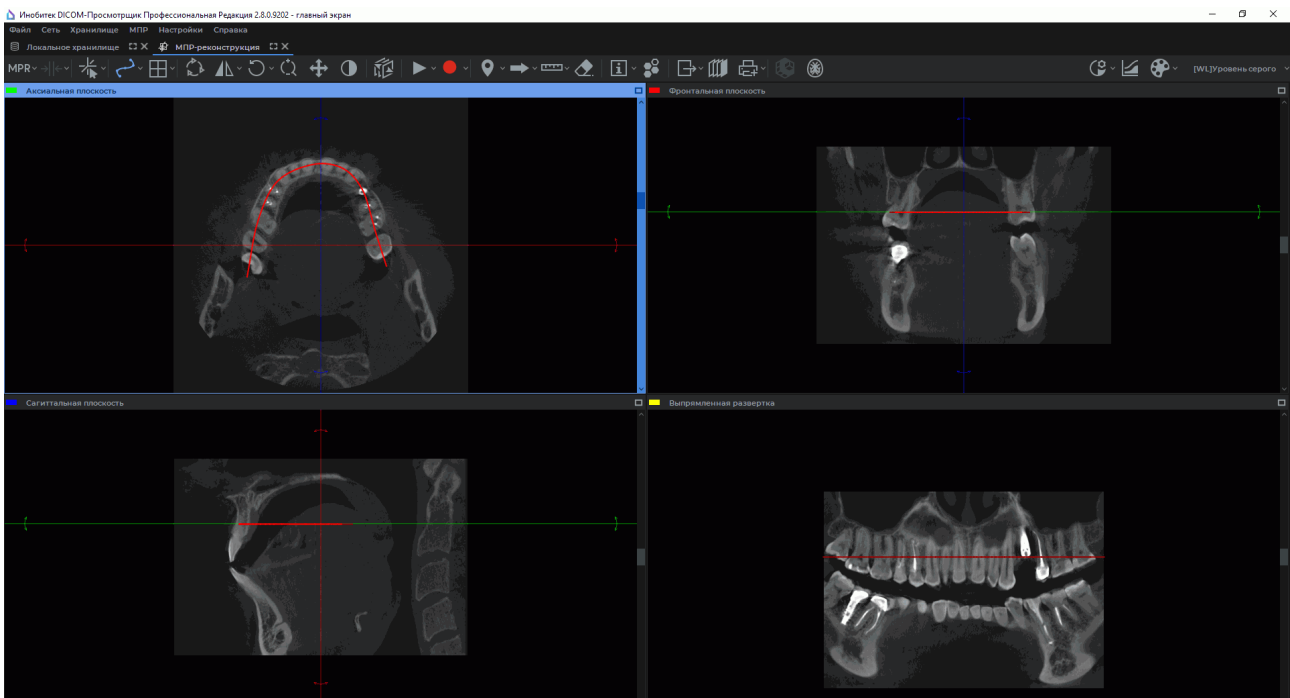 Инобитек DICOM-Просмотрщик Профессиональная Редакция 2.8.0.9202 - главный экран
Файл Сеть Хранилище МПР Настройки Справка
Локальное хранилище МПР-реконструкция
MPR [WL]Уровень серого
Аксиальная плоскость Фронтальная плоскость
Сагиттальная плоскость Выпрямленная развертка